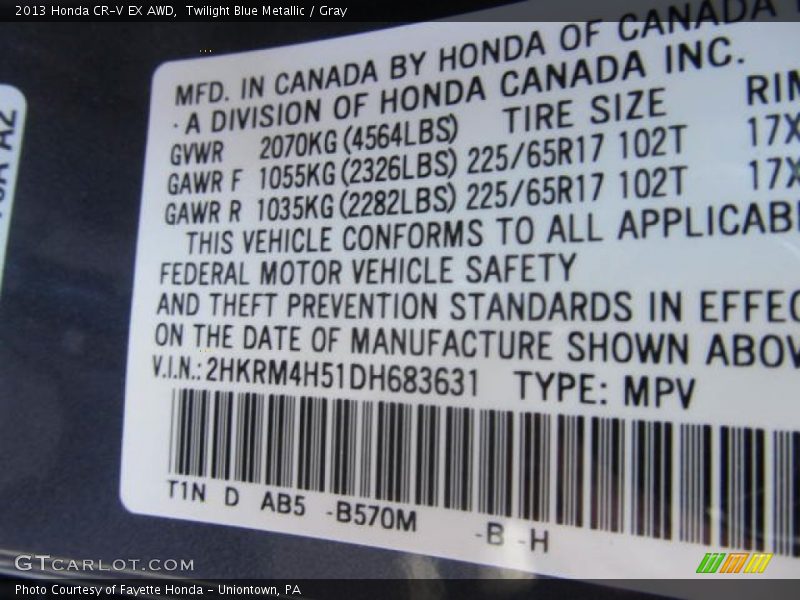 2013 Honda CR-V EX AWD, Twilight Blue Metallic / Gray
A2
MFD. IN CANADA BY HONDA OF CANADA
A DIVISION OF HONDA CANADA INC.
GVWR 2070KG (4564LBS) TIRE SIZE RIM
GAWR F 1055KG (2326LBS) 225/65R17 102T 17X
GAWR R 1035KG (2282LBS) 225/65R17 102T 17X
THIS VEHICLE CONFORMS TO ALL APPLICABL
FEDERAL MOTOR VEHICLE SAFETY
AND THEFT PREVENTION STANDARDS IN EFFEC
ON THE DATE OF MANUFACTURE SHOWN ABOV
V.I.N.: 2HKRM4H51DH683631 TYPE: MPV
T1N D AB5 -B570M -B -H
GTCARLOT.COM
Photo Courtesy of Fayette Honda - Uniontown, PA